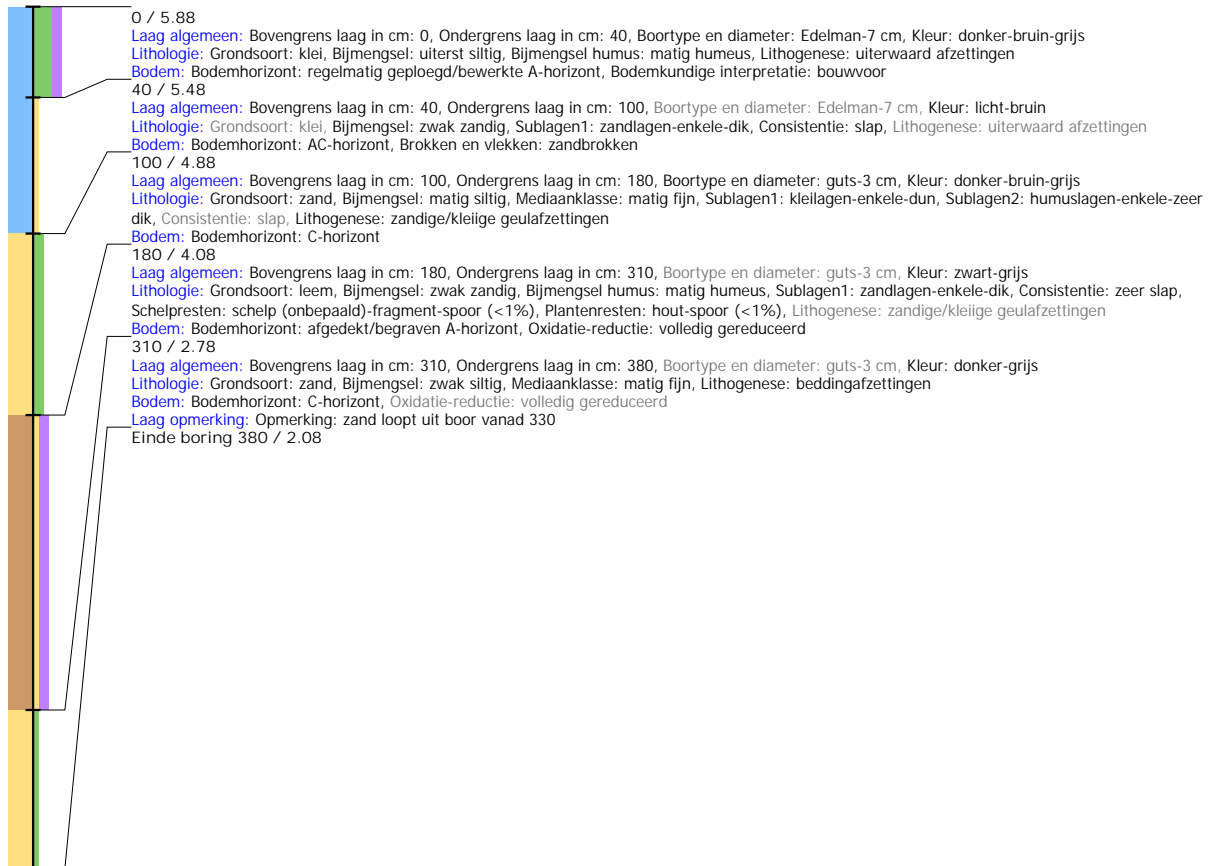 0 / 5.88
Laag algemeen: Bovengrens laag in cm: 0, Ondergrens laag in cm: 40, Boortype en diameter: Edelman-7 cm, Kleur: donker-bruin-grijs
Lithologie: Grondsoort: klei, Bijmengsel: uiterst siltig, Bijmengsel humus: matig humeus, Lithogenese: uiterwaard afzettingen
Bodem: Bodemhorizont: regelmatig geploegd/bewerkte A-horizont, Bodemkundige interpretatie: bouwvoor
40 / 5.48
Laag algemeen: Bovengrens laag in cm: 40, Ondergrens laag in cm: 100, Boortype en diameter: Edelman-7 cm, Kleur: licht-bruin
Lithologie: Grondsoort: klei, Bijmengsel: zwak zandig, Sublagen1: zandlagen-enkele-dik, Consistentie: slap, Lithogenese: uiterwaard afzettingen
Bodem: Bodemhorizont: AC-horizont, Brokken en vlekken: zandbrokken
100 / 4.88
Laag algemeen: Bovengrens laag in cm: 100, Ondergrens laag in cm: 180, Boortype en diameter: guts-3 cm, Kleur: donker-bruin-grijs
Lithologie: Grondsoort: zand, Bijmengsel: matig siltig, Mediaanklasse: matig fijn, Sublagen1: kleilagen-enkele-dun, Sublagen2: humuslagen-enkele-zeer
dik, Consistentie: slap, Lithogenese: zandige/kleiige geulafzettingen
Bodem: Bodemhorizont: C-horizont
180 / 4.08
Laag algemeen: Bovengrens laag in cm: 180, Ondergrens laag in cm: 310, Boortype en diameter: guts-3 cm, Kleur: zwart-grijs
Lithologie: Grondsoort: leem, Bijmengsel: zwak zandig, Bijmengsel humus: matig humeus, Sublagen1: zandlagen-enkele-dik, Consistentie: zeer slap,
Schelpresten: schelp (onbepaald)-fragment-spoor (<1%), Plantenresten: hout-spoor (<1%), Lithogenese: zandige/kleiige geulafzettingen
Bodem: Bodemhorizont: afgedekt/begraven A-horizont, Oxidatie-reductie: volledig gereduceerd
310 / 2.78
Laag algemeen: Bovengrens laag in cm: 310, Ondergrens laag in cm: 380, Boortype en diameter: guts-3 cm, Kleur: donker-grijs
Lithologie: Grondsoort: zand, Bijmengsel: zwak siltig, Mediaanklasse: matig fijn, Lithogenese: beddingafzettingen
Bodem: Bodemhorizont: C-horizont, Oxidatie-reductie: volledig gereduceerd
Laag opmerking: Opmerking: zand loopt uit boor vanaf 330
Einde boring 380 / 2.08